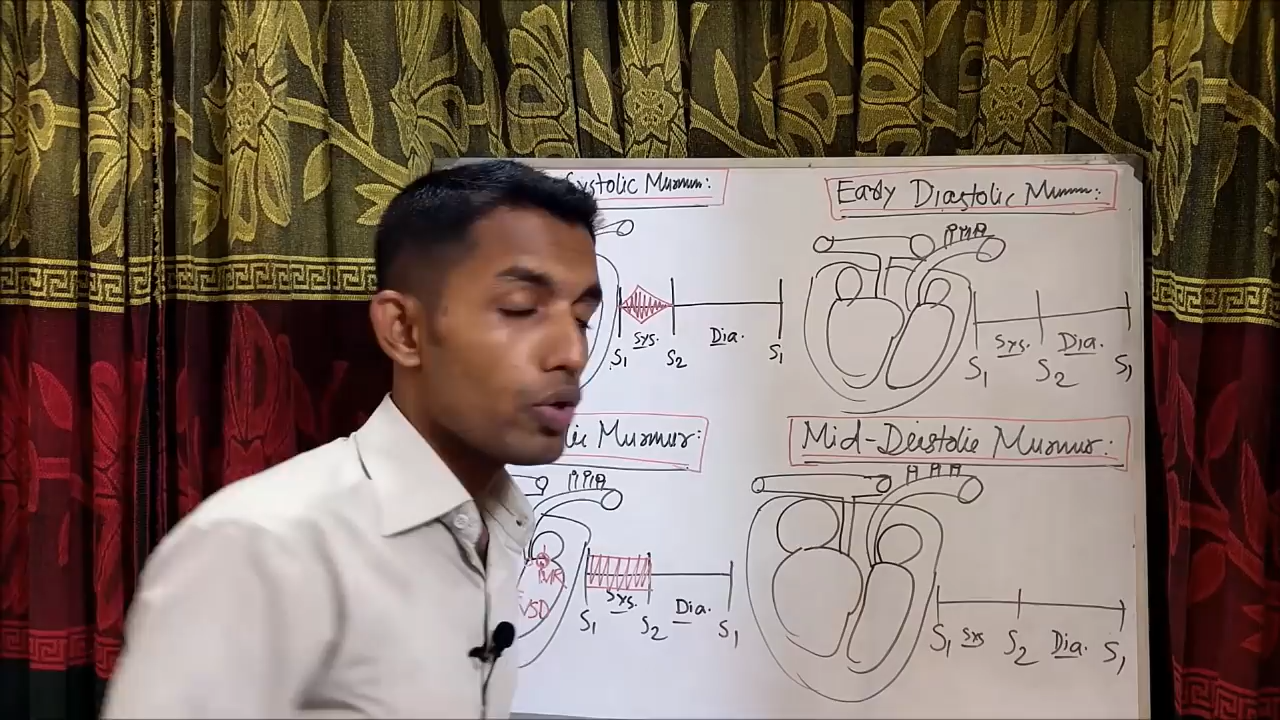 Systolic Murmur:
S1 Sys. S2 Dia. S1
lic Murmur:
MR
VSD
S1 Sys. S2 Dia. S1
Early Diastolic Murmur:
S1 Sys. S2 Dia. S1
Mid-Diastolic Murmur:
S1 Sys S2 Dia. S1